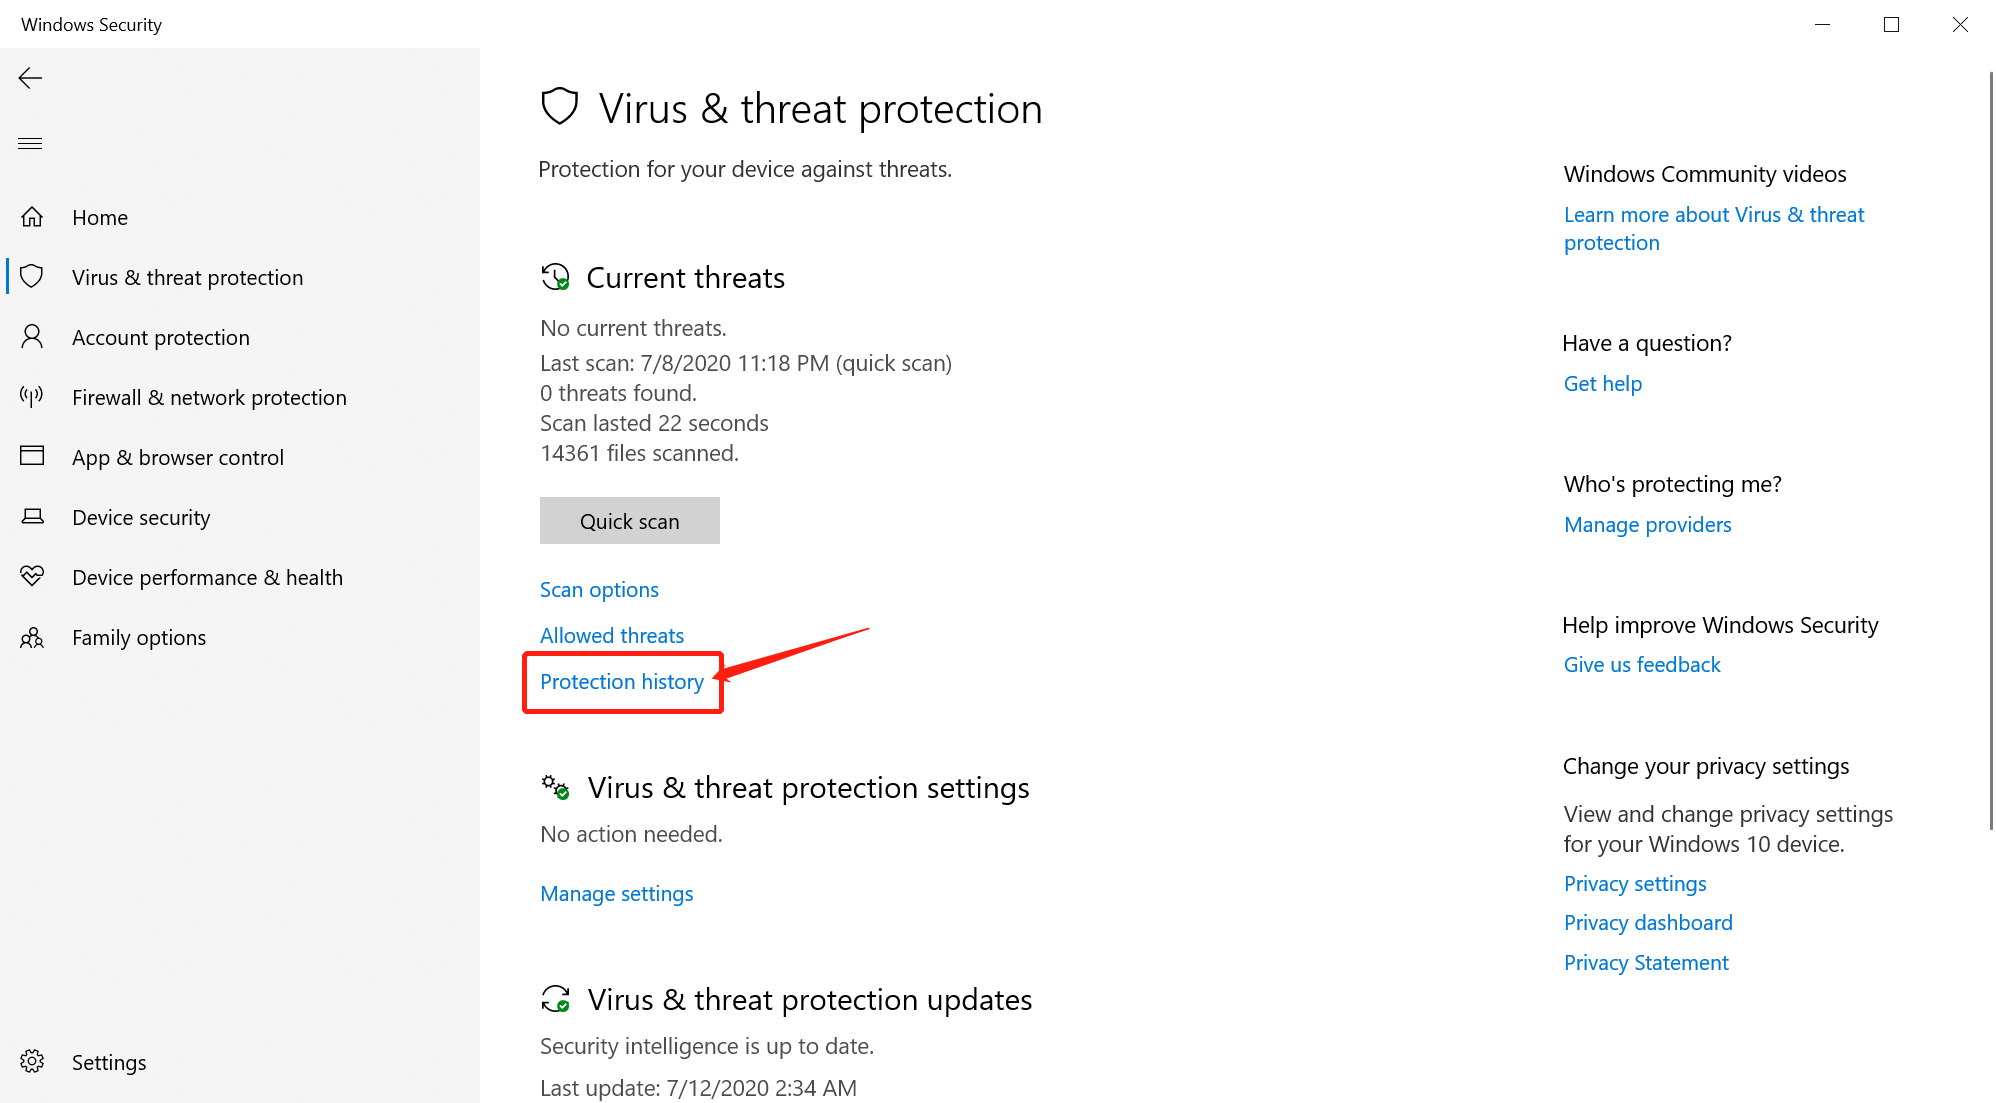 Windows Security
Home
Virus & threat protection
Account protection
Firewall & network protection
App & browser control
Device security
Device performance & health
Family options
Settings
Virus & threat protection
Protection for your device against threats.
Current threats
No current threats.
Last scan: 7/8/2020 11:18 PM (quick scan)
0 threats found.
Scan lasted 22 seconds
14361 files scanned.
Quick scan
Scan options
Allowed threats
Protection history
Virus & threat protection settings
No action needed.
Manage settings
Virus & threat protection updates
Security intelligence is up to date.
Last update: 7/12/2020 2:34 AM
Windows Community videos
Learn more about Virus & threat
protection
Have a question?
Get help
Who's protecting me?
Manage providers
Help improve Windows Security
Give us feedback
Change your privacy settings
View and change privacy settings
for your Windows 10 device.
Privacy settings
Privacy dashboard
Privacy Statement